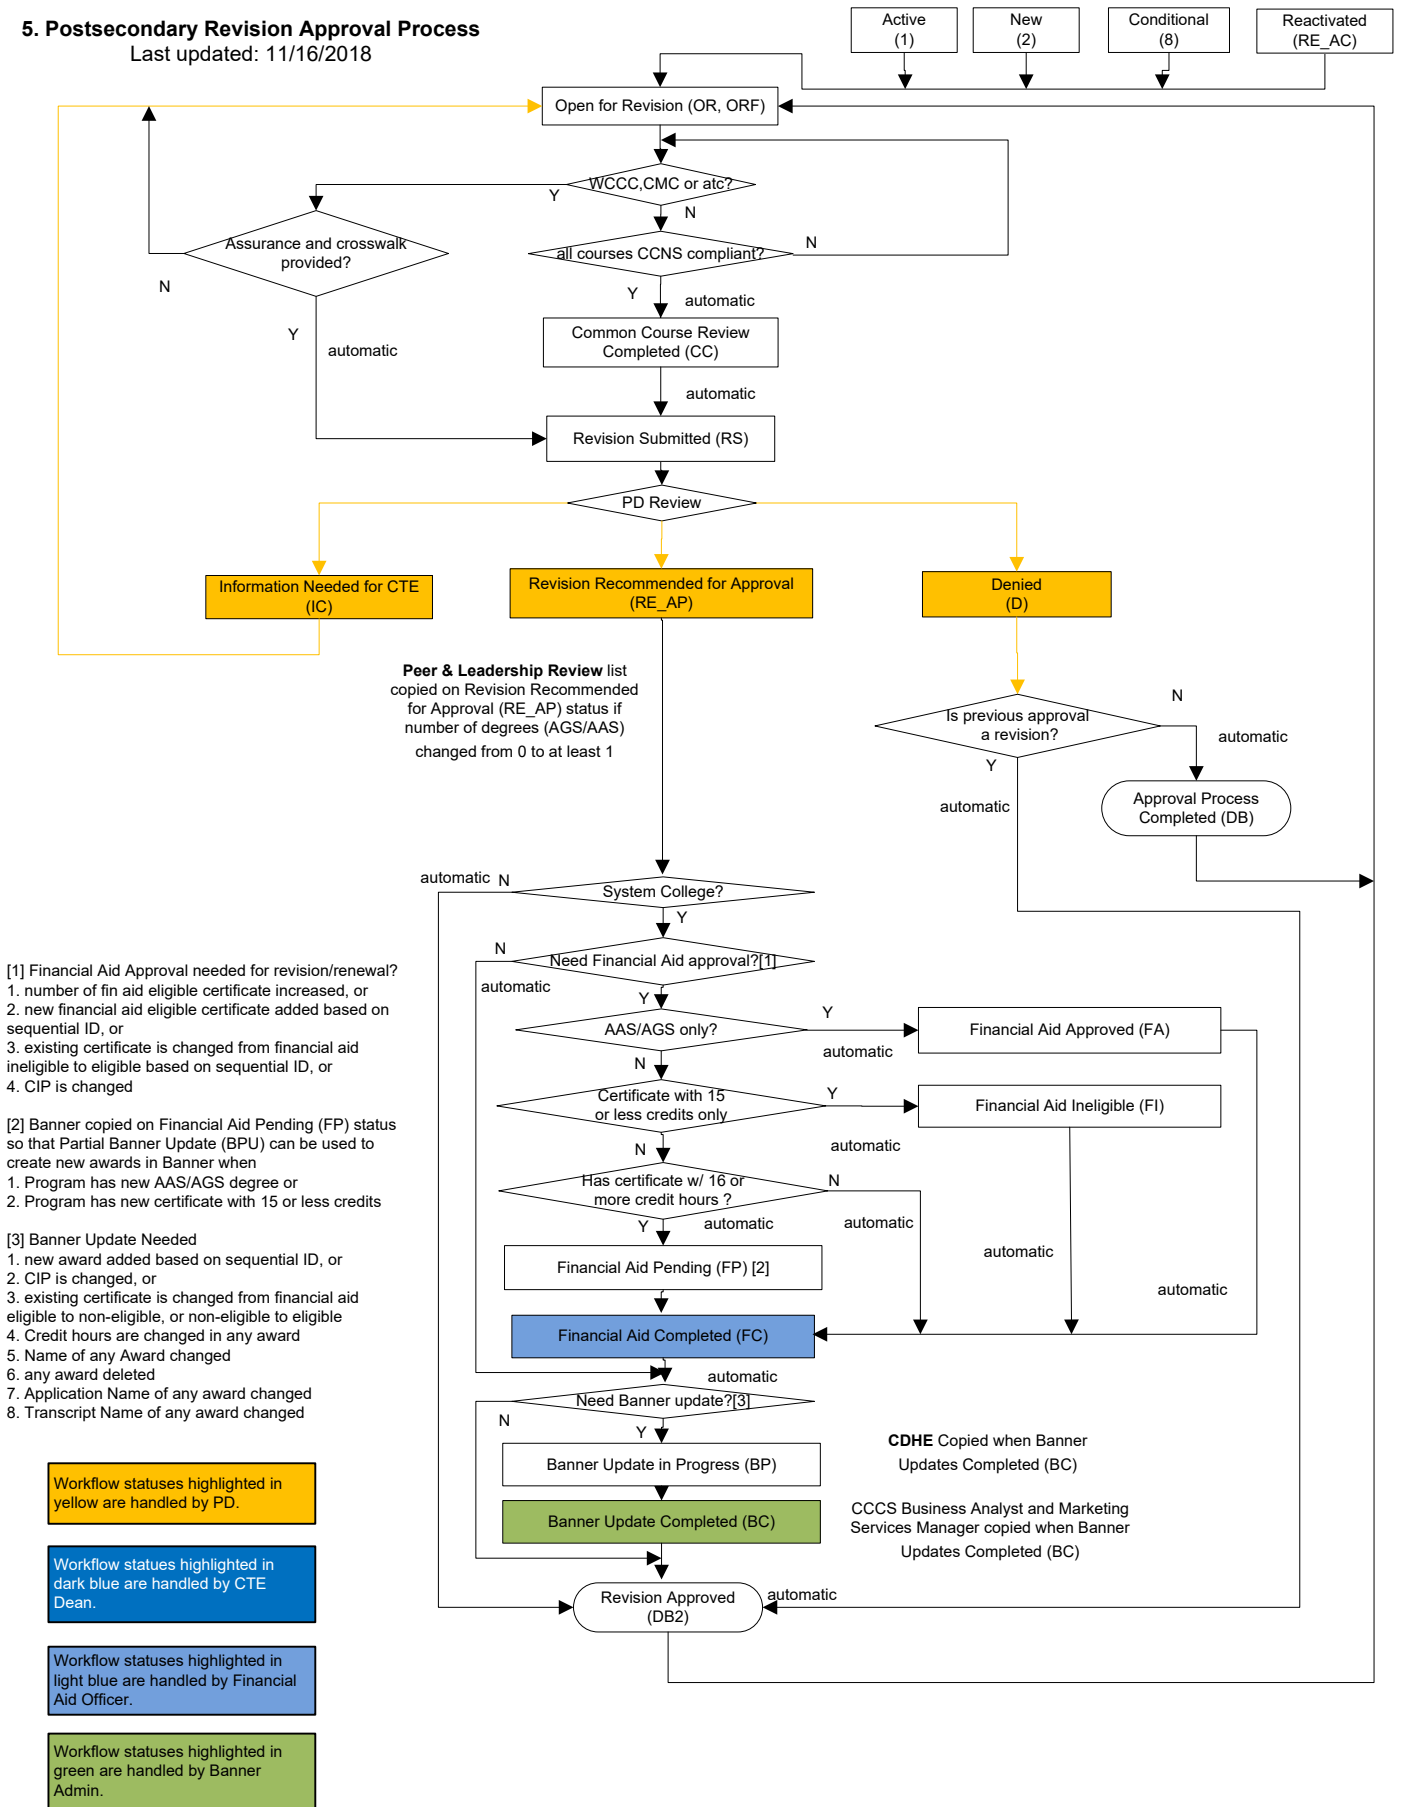 5. Postsecondary Revision Approval Process
Last updated: 11/16/2018
Active
(1)
New
(2)
Conditional
(8)
Reactivated
(RE_AC)
Open for Revision (OR, ORF)
WCCC,CMC or atc?
Y
N
Assurance and crosswalk
provided?
N
Y
automatic
all courses CCNS compliant?
N
Y
automatic
Common Course Review
Completed (CC)
automatic
Revision Submitted (RS)
PD Review
Information Needed for CTE
(IC)
Revision Recommended for Approval
(RE_AP)
Denied
(D)
Peer & Leadership Review list
copied on Revision Recommended
for Approval (RE_AP) status if
number of degrees (AGS/AAS)
changed from 0 to at least 1
Is previous approval
a revision?
N
automatic
Y
automatic
Approval Process
Completed (DB)
automatic
N
System College?
Y
N
Need Financial Aid approval?[1]
automatic
Y
AAS/AGS only?
Y
automatic
Financial Aid Approved (FA)
N
Certificate with 15
or less credits only
Y
automatic
Financial Aid Ineligible (FI)
N
Has certificate w/ 16 or
more credit hours ?
N
automatic
Y
automatic
automatic
automatic
Financial Aid Pending (FP) [2]
Financial Aid Completed (FC)
automatic
Need Banner update?[3]
N
Y
Banner Update in Progress (BP)
Banner Update Completed (BC)
CDHE Copied when Banner
Updates Completed (BC)
CCCS Business Analyst and Marketing
Services Manager copied when Banner
Updates Completed (BC)
Revision Approved
(DB2)
automatic
[1] Financial Aid Approval needed for revision/renewal?
1. number of fin aid eligible certificate increased, or
2. new financial aid eligible certificate added based on
sequential ID, or
3. existing certificate is changed from financial aid
ineligible to eligible based on sequential ID, or
4. CIP is changed
[2] Banner copied on Financial Aid Pending (FP) status
so that Partial Banner Update (BPU) can be used to
create new awards in Banner when
1. Program has new AAS/AGS degree or
2. Program has new certificate with 15 or less credits
[3] Banner Update Needed
1. new award added based on sequential ID, or
2. CIP is changed, or
3. existing certificate is changed from financial aid
eligible to non-eligible, or non-eligible to eligible
4. Credit hours are changed in any award
5. Name of any Award changed
6. any award deleted
7. Application Name of any award changed
8. Transcript Name of any award changed
Workflow statuses highlighted in
yellow are handled by PD.
Workflow statues highlighted in
dark blue are handled by CTE
Dean.
Workflow statuses highlighted in
light blue are handled by Financial
Aid Officer.
Workflow statuses highlighted in
green are handled by Banner
Admin.